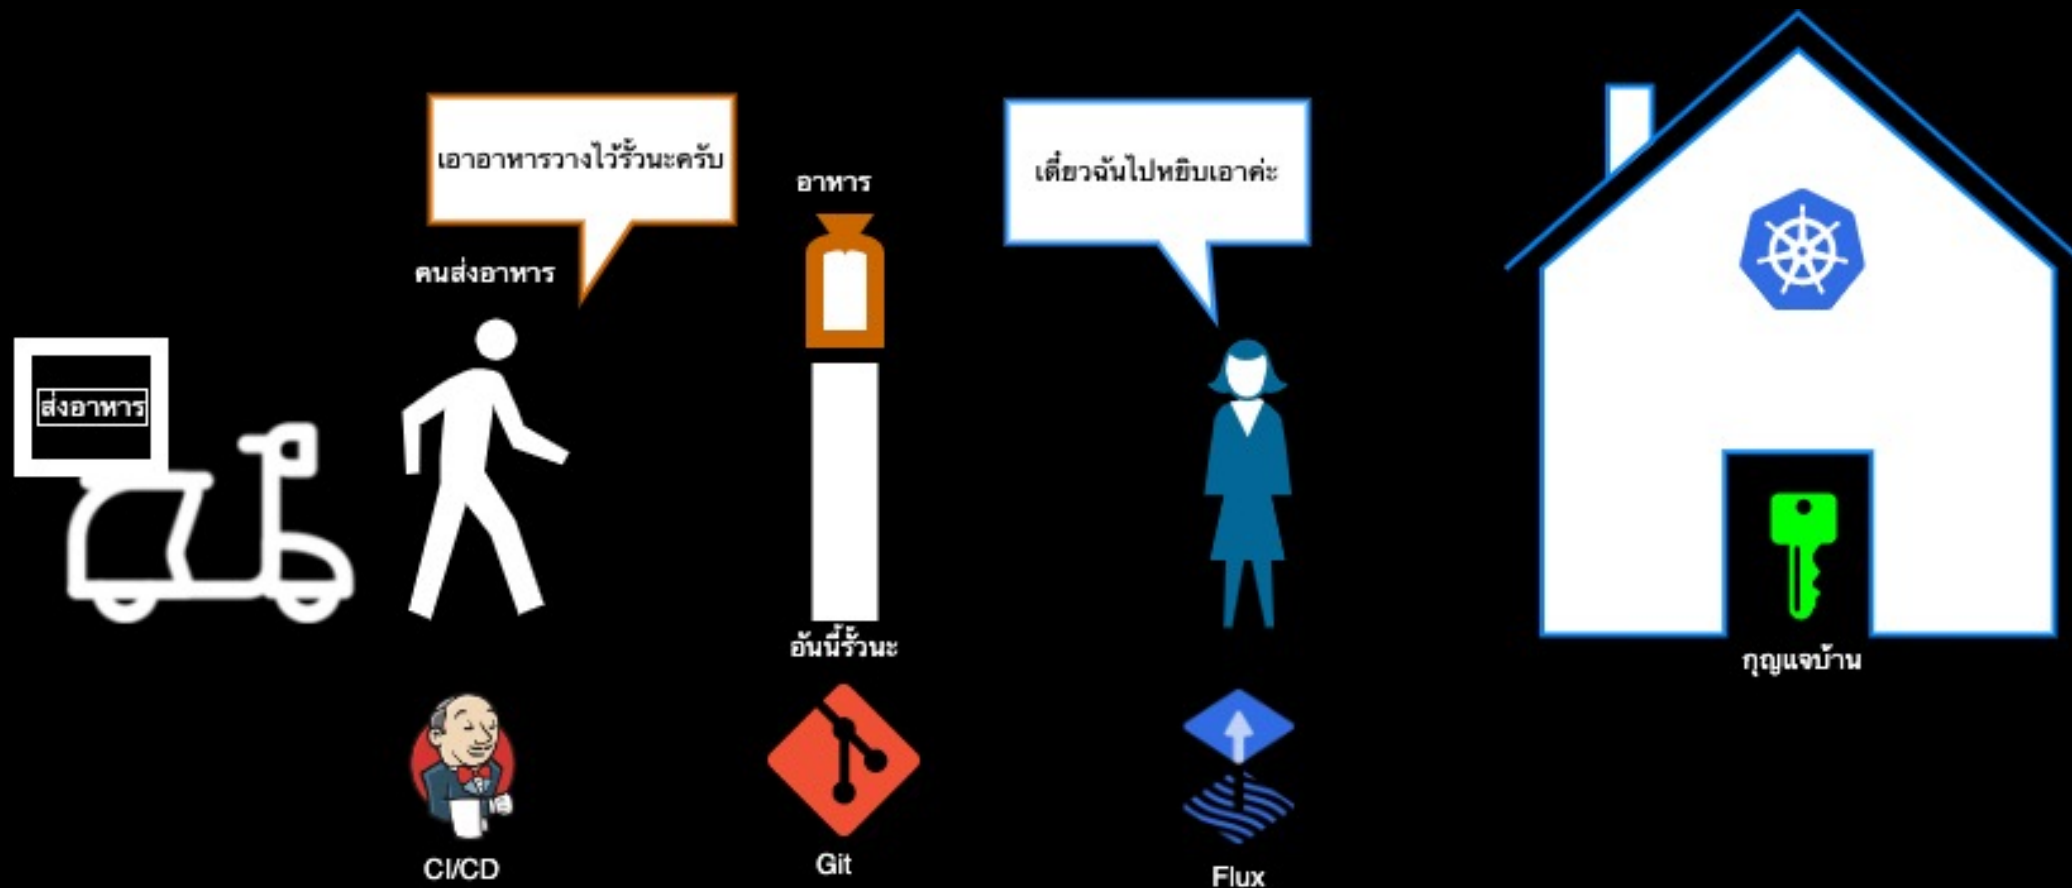 เอาอาหารวางไว้รั้วนะครับ
เดี๋ยวฉันไปหยิบเอาค่ะ
อาหาร
คนส่งอาหาร
ส่งอาหาร
อันนี้รั้วนะ
กุญแจบ้าน
CI/CD
Git
Flux